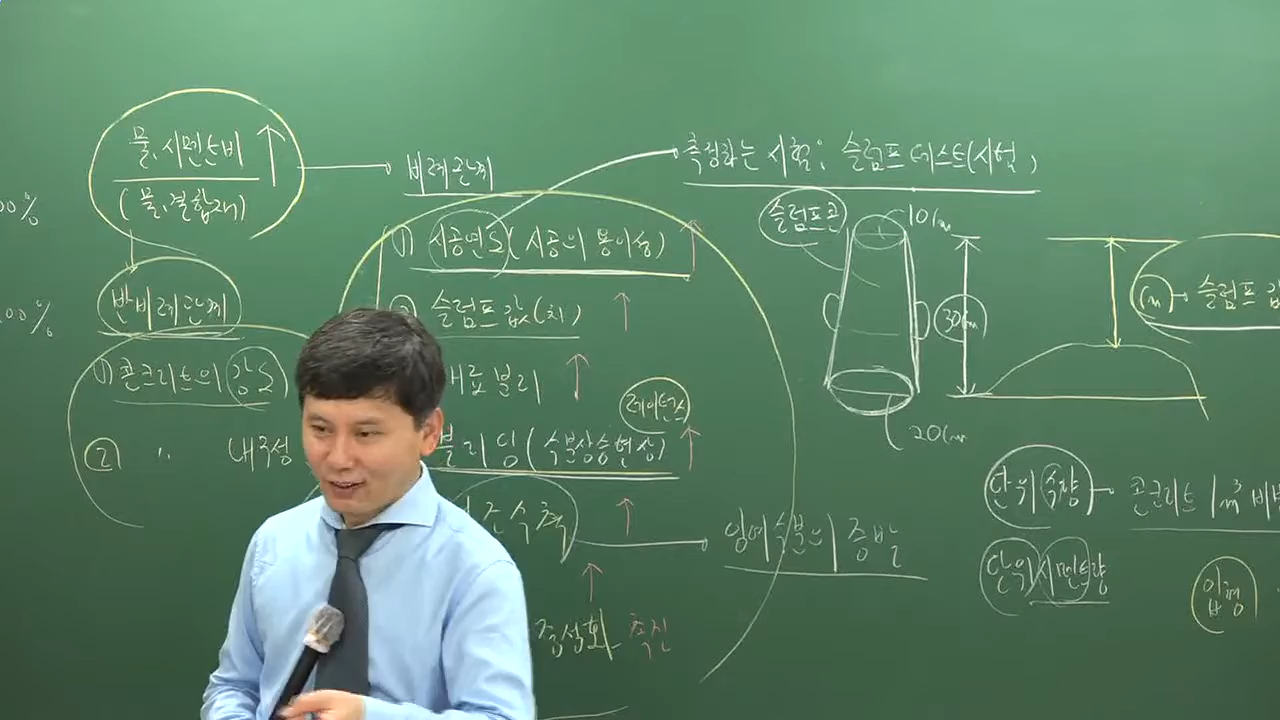 물.시멘트비 ↑
(물.결합재)
00%
00%
비례관계
반비례관계
1) 콘크리트의 강도
② 〃 내구성
1) 시공연도(시공의 용이성) ↑
슬럼프 값(치) ↑
재료 분리 ↑
레이턴스
블리딩(수분상승현상) ↑
건조수축 ↑
잉여수분의 증발
중성화 촉진 ↑
측정하는 시험: 슬럼프 테스트(시험)
슬럼프콘
10cm
30cm
20cm
cm
슬럼프 값
단위수량
콘크리트 1m³ 비비
단위시멘트량